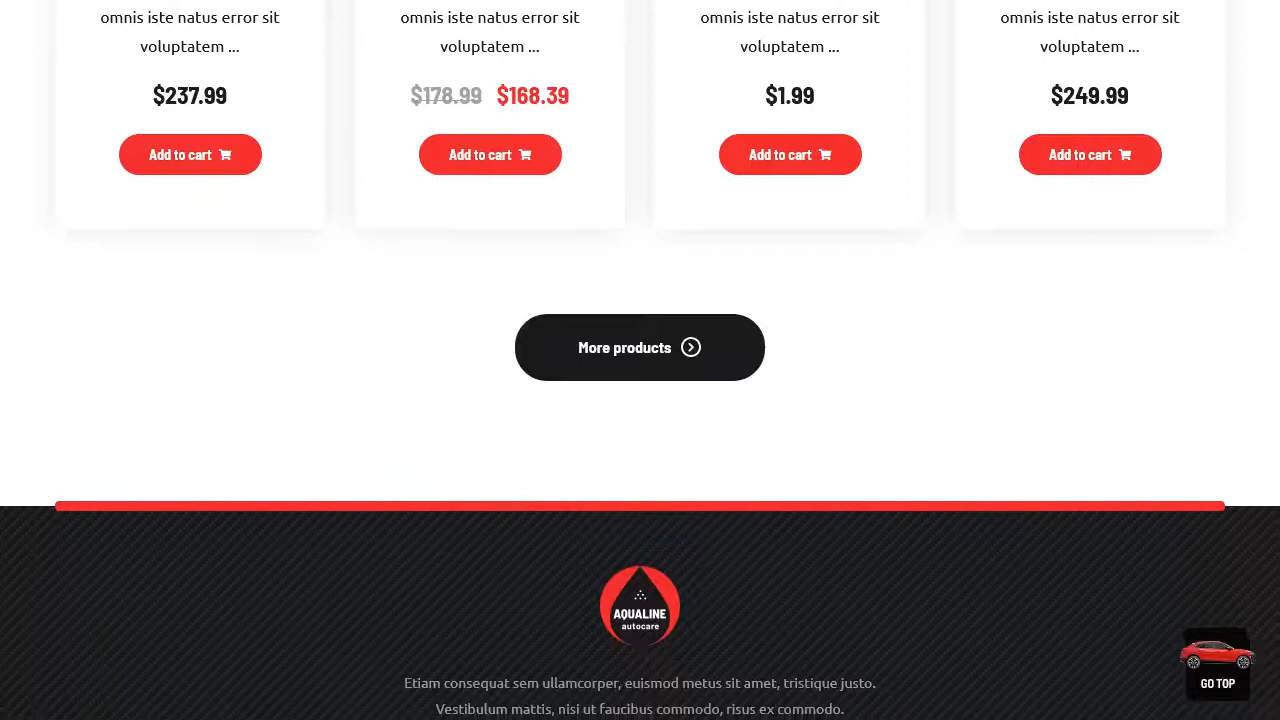 omnis iste natus error sit
voluptatem ...
$237.99
Add to cart
omnis iste natus error sit
voluptatem ...
$178.99 $168.39
Add to cart
omnis iste natus error sit
voluptatem ...
$1.99
Add to cart
omnis iste natus error sit
voluptatem ...
$249.99
Add to cart
More products
AQUALINE
autocare
Etiam consequat sem ullamcorper, euismod metus sit amet, tristique justo.
Vestibulum mattis, nisi ut faucibus commodo, risus ex commodo.
GO TOP